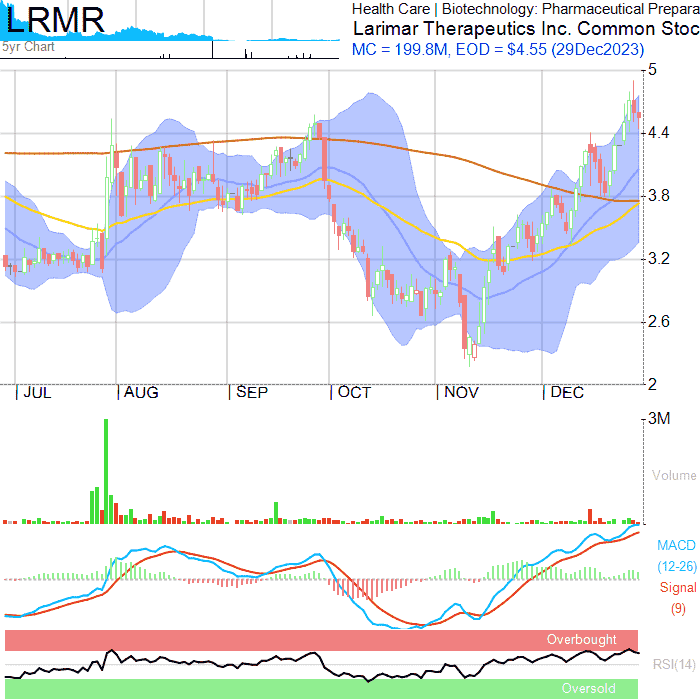 LRMR
5yr Chart
Health Care | Biotechnology: Pharmaceutical Prepara
Larimar Therapeutics Inc. Common Stoc
MC = 199.8M, EOD = $4.55 (29Dec2023)
5
4.4
3.8
3.2
2.6
2
JUL AUG SEP OCT NOV DEC
3M
Volume
MACD
(12-26)
Signal
(9)
Overbought
RSI(14)
Oversold